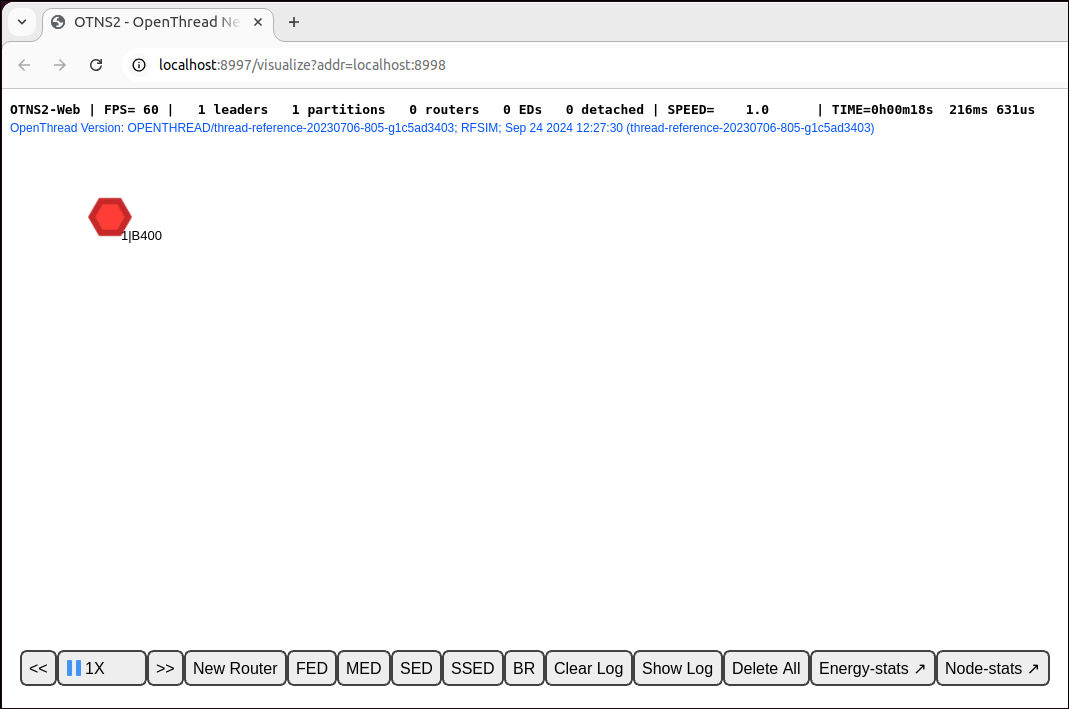 OTNS2 - OpenThread Ne
localhost:8997/visualize?addr=localhost:8998
OTNS2-Web | FPS= 60 | 1 leaders 1 partitions 0 routers 0 EDs 0 detached | SPEED= 1.0 | TIME=0h00m18s 216ms 631us
OpenThread Version: OPENTHREAD/thread-reference-20230706-805-g1c5ad3403; RFSIM; Sep 24 2024 12:27:30 (thread-reference-20230706-805-g1c5ad3403)
1|B400
<< 1X >> New Router FED MED SED SSED BR Clear Log Show Log Delete All Energy-stats ↗ Node-stats ↗